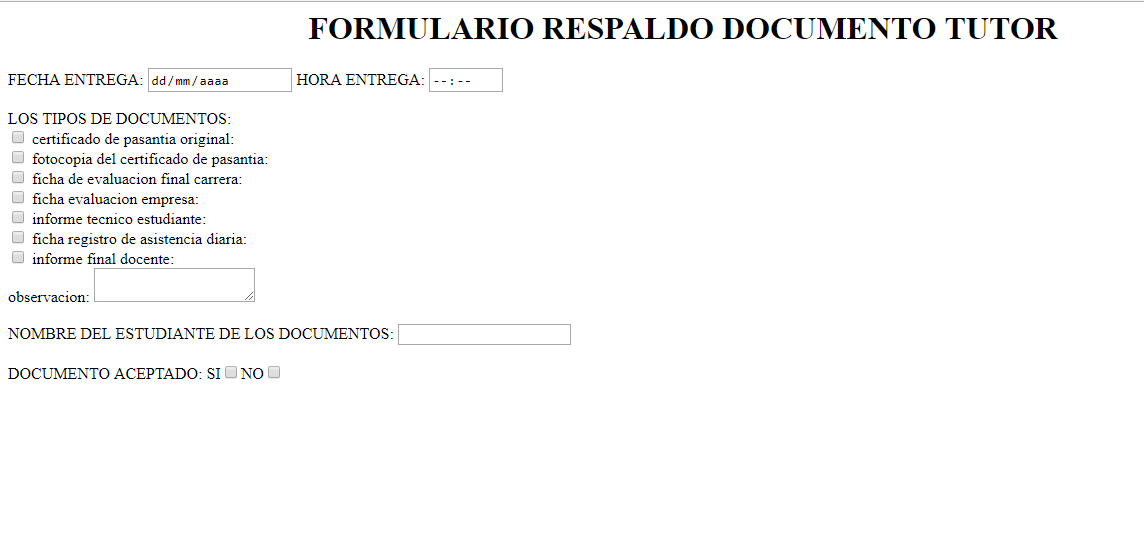 FORMULARIO RESPALDO DOCUMENTO TUTOR
FECHA ENTREGA: dd/mm/aaaa HORA ENTREGA: --:--
LOS TIPOS DE DOCUMENTOS:
certificado de pasantia original:
fotocopia del certificado de pasantia:
ficha de evaluacion final carrera:
ficha evaluacion empresa:
informe tecnico estudiante:
ficha registro de asistencia diaria:
informe final docente:
observacion:
NOMBRE DEL ESTUDIANTE DE LOS DOCUMENTOS:
DOCUMENTO ACEPTADO: SI NO